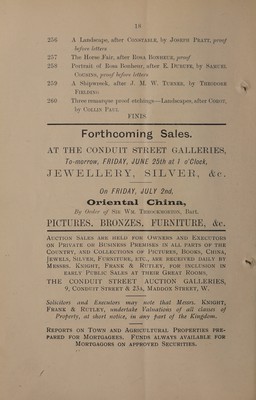 18
256 A Landscape, after CONSTABLE, by JOSEPH PRATT, proof
before letters
257 The Horse Fair, after ROSA BONHEUR, proof
258 Portrait of Rosa Bonheur, after E. DUBUFE, by SAMUEL
COUSINS, proof before letters
259 A Shipwreck, after J. M. W. TURNER, by THEODORE
FIELDING
260 Three remarque proof etchings—Landscapes, after COROT,
by COLLIN PAUL
FINIS
Forthcoming Sales.
AT THE CONDUIT STREET GALLERIES,
To-morrow, FRIDAY, JUNE 25th at 1 o'Clock,
JEWELLERY, SILVER, &c.
On FRIDAY, JULY 2nd.
Oriental China,
By Order of SIR WM. THROCKMORTON, Bart.
PICTURES, BRONZES, FURNITURE, &c.
AUCTION SALES ARE HELD FOR OWNERS AND EXECUTORS
ON PRIVATE OR BUSINESS PREMISES IN ALL PARTS OF THE
COUNTRY, AND COLLECTIONS OF PICTURES, BOOKS, CHINA,
JEWELS, SILVER, FURNITURE, ETC., ARE RECEIVED DAILY BY
MESSRS. KNIGHT, FRANK & RUTLEY, FOR INCLUSION IN
EARLY PUBLIC SALES AT THEIR GREAT ROOMS,
THE CONDUIT STREET AUCTION GALLERIES,
9, CONDUIT STREET & 23A, MADDOX STREET, W.
Solicitors and Executors may note that Messrs. KNIGHT,
FRANK & RUTLEY, undertake Valuations of all classes of
Property, at short notice, in any part of the Kingdom.
REPORTS ON TOWN AND AGRICULTURAL PROPERTIES PRE-
PARED FOR MORTGAGEES. FUNDS ALWAYS AVAILABLE FOR
MORTGAGORS ON APPROVED SECURITIES.